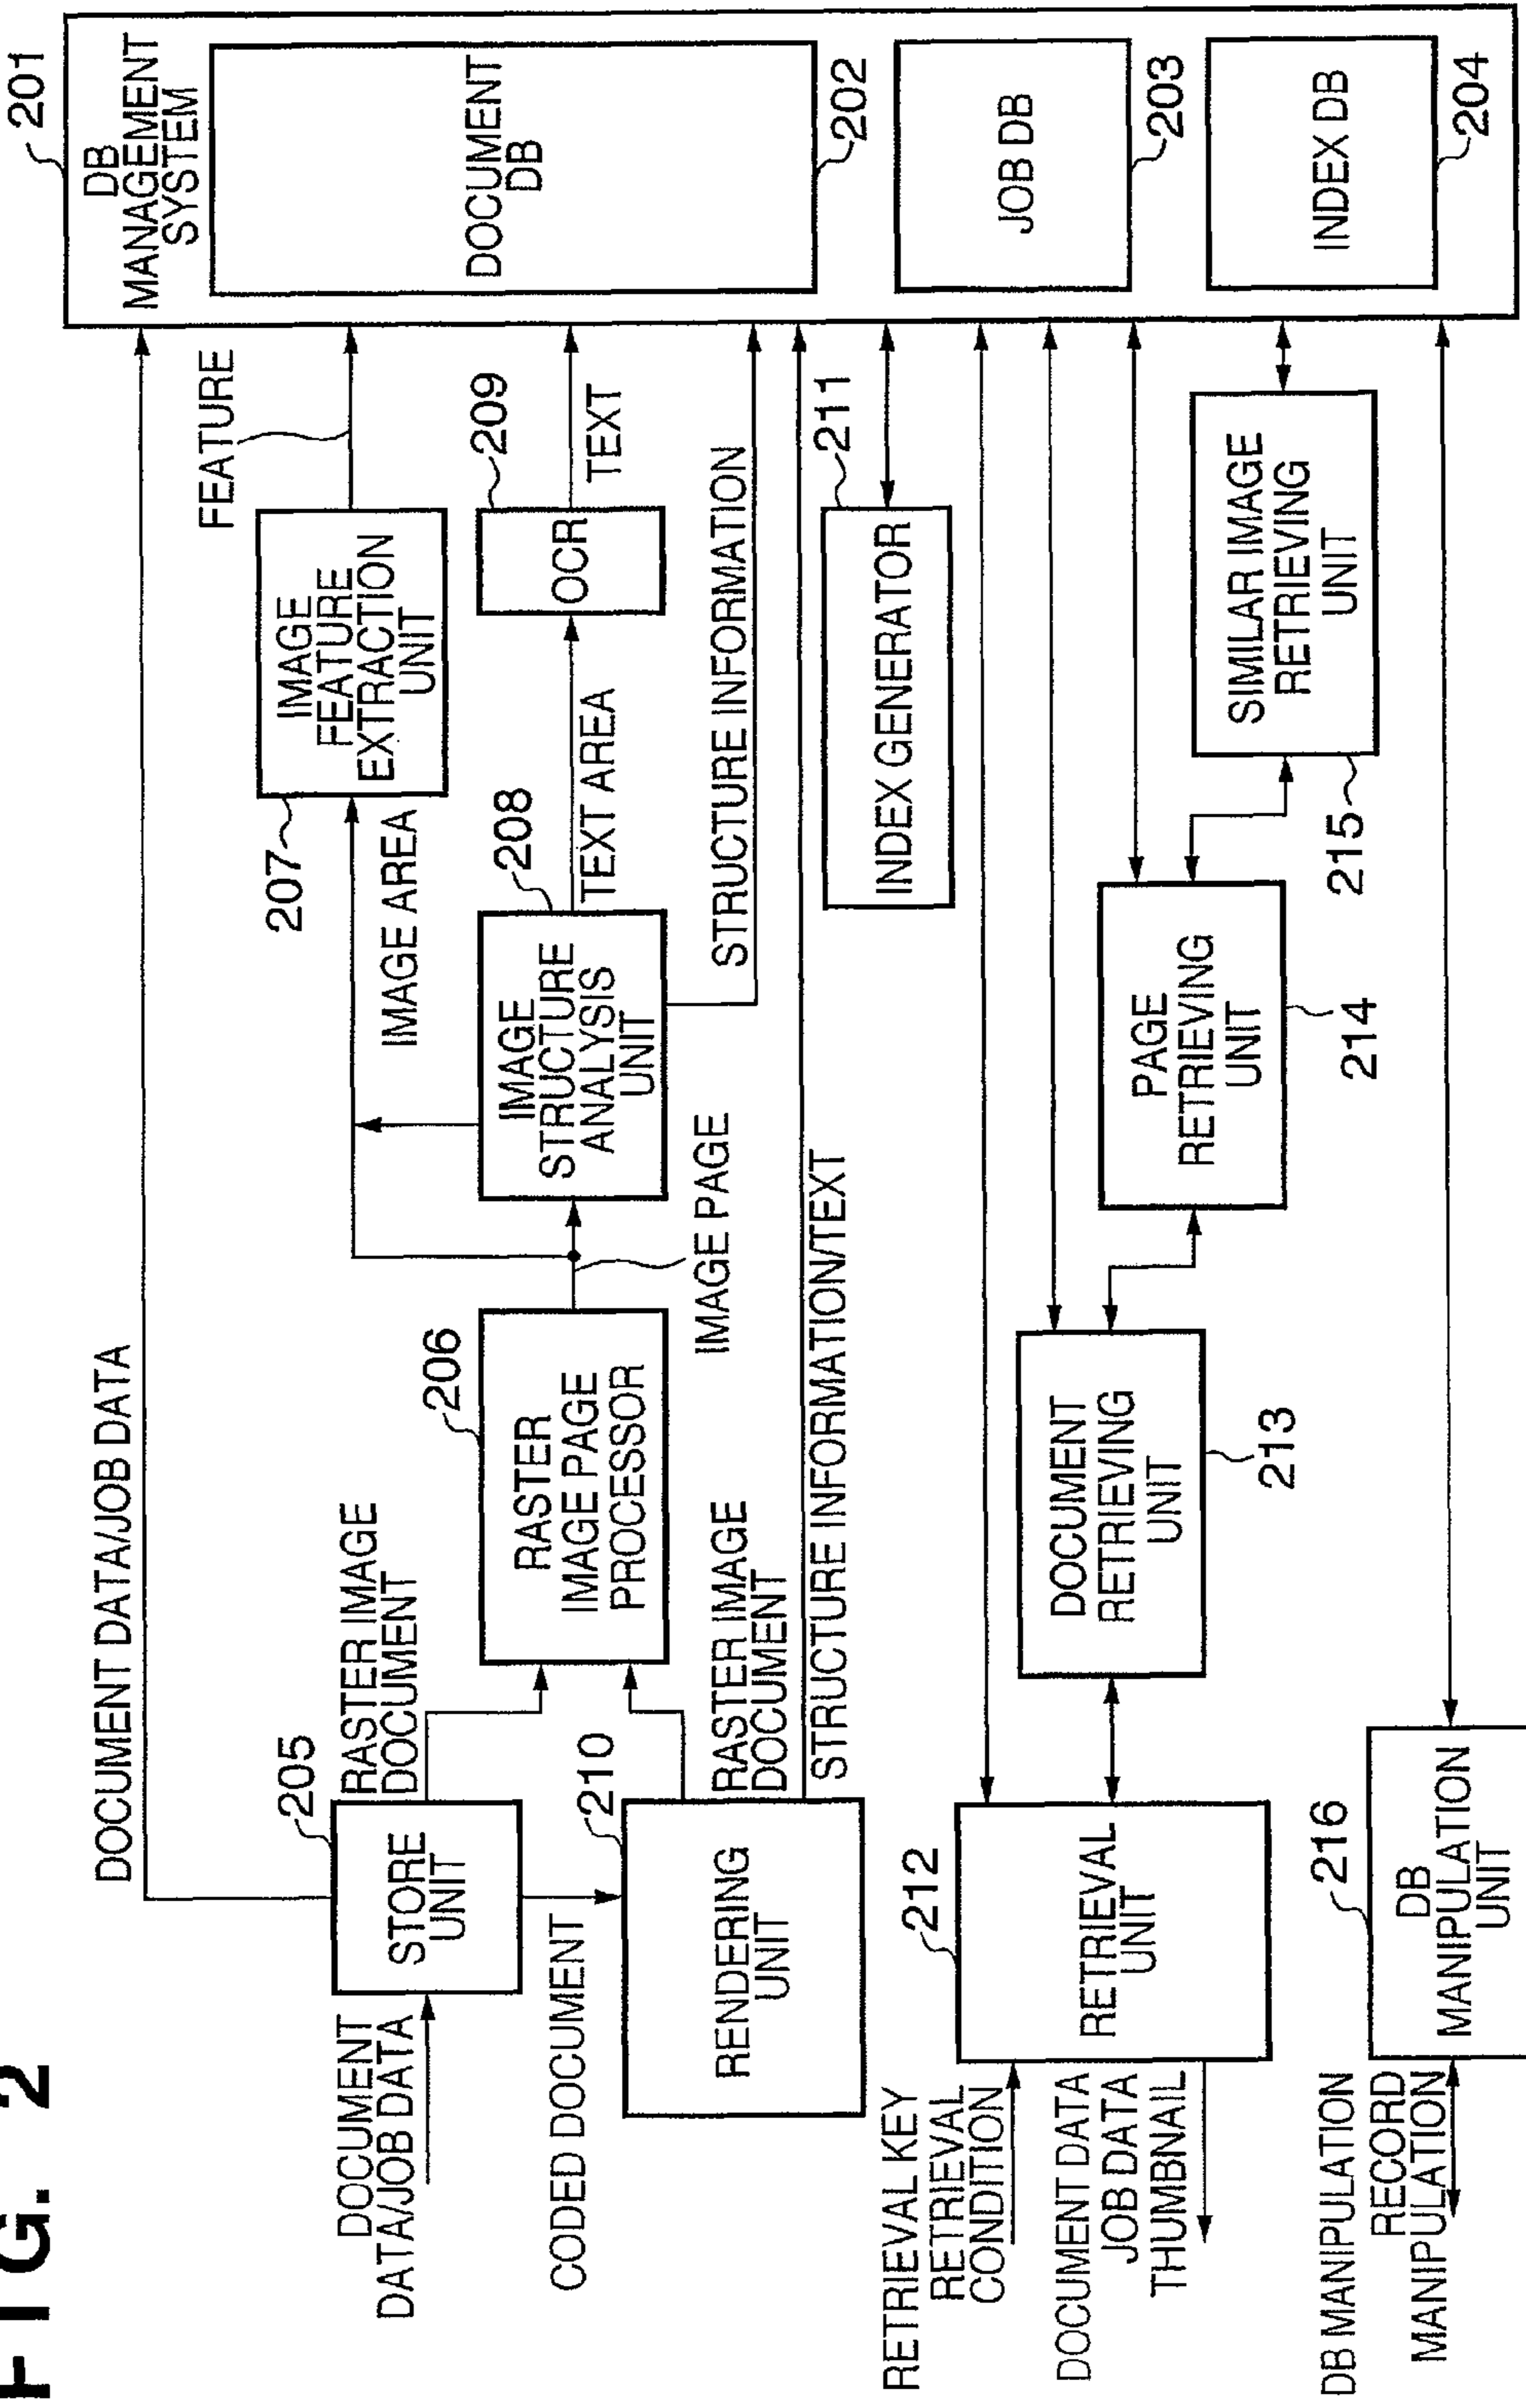 FIG. 2
201
DB
MANAGEMENT
SYSTEM
DOCUMENT
DB
202
JOB DB
203
INDEX DB
204
DOCUMENT DATA/JOB DATA
DOCUMENT
DATA/JOB DATA
205
STORE
UNIT
RASTER IMAGE
DOCUMENT
CODED DOCUMENT
210
RENDERING
UNIT
RASTER IMAGE
DOCUMENT
STRUCTURE INFORMATION/TEXT
206
RASTER
IMAGE PAGE
PROCESSOR
IMAGE PAGE
208
IMAGE
STRUCTURE
ANALYSIS
UNIT
IMAGE AREA
207
IMAGE
FEATURE
EXTRACTION
UNIT
FEATURE
TEXT AREA
209
OCR
TEXT
STRUCTURE INFORMATION
211
INDEX GENERATOR
RETRIEVAL KEY
RETRIEVAL
CONDITION
DOCUMENT DATA
JOB DATA
THUMBNAIL
212
RETRIEVAL
UNIT
DOCUMENT
RETRIEVING
UNIT
213
PAGE
RETRIEVING
UNIT
214
SIMILAR IMAGE
RETRIEVING
UNIT
215
DB MANIPULATION
RECORD
MANIPULATION
216
DB
MANIPULATION
UNIT